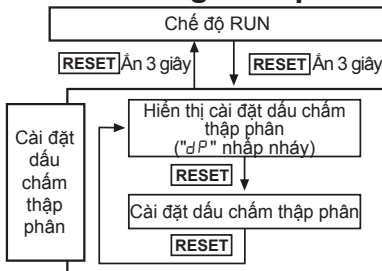 Chế độ RUN
RESET Ấn 3 giây
RESET Ấn 3 giây
Cài đặt
dấu
chấm
thập
phân
Hiển thị cài đặt dấu chấm
thập phân
("dP" nhấp nháy)
RESET
Cài đặt dấu chấm thập phân
RESET